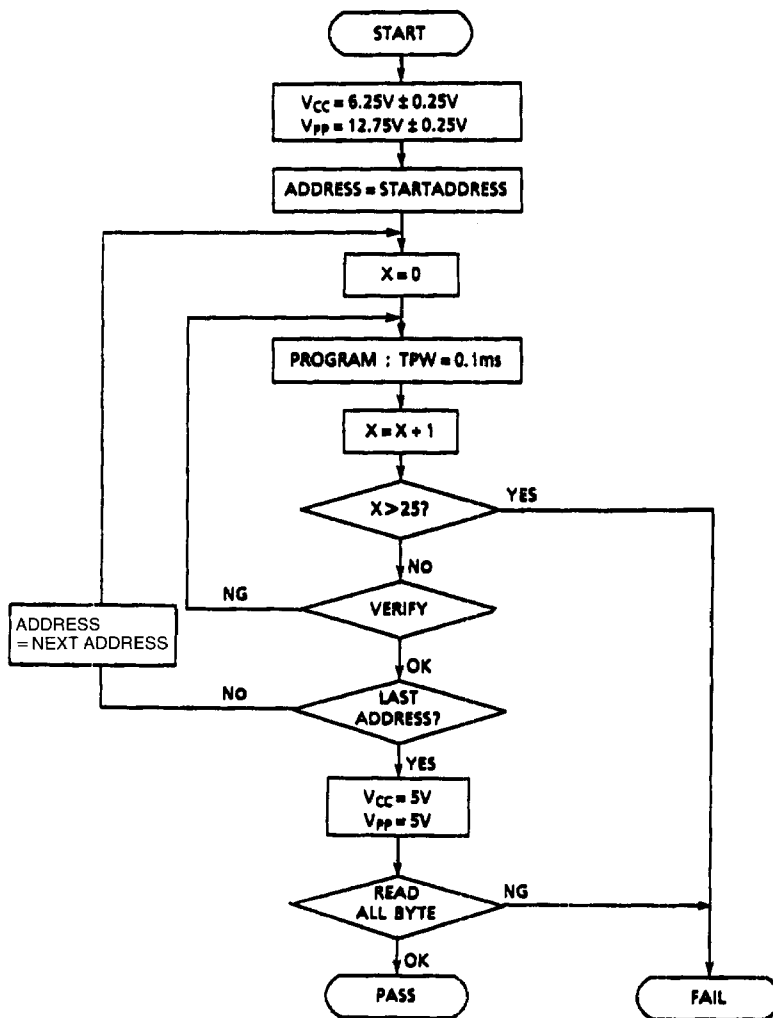 START
VCC = 6.25V ± 0.25V
Vpp = 12.75V ± 0.25V
ADDRESS = STARTADDRESS
X = 0
PROGRAM : TPW = 0.1ms
X = X + 1
X > 25?
YES
NO
NG
VERIFY
ADDRESS
= NEXT ADDRESS
OK
NO
LAST
ADDRESS?
YES
VCC = 5V
Vpp = 5V
READ
ALL BYTE
NG
OK
PASS
FAIL